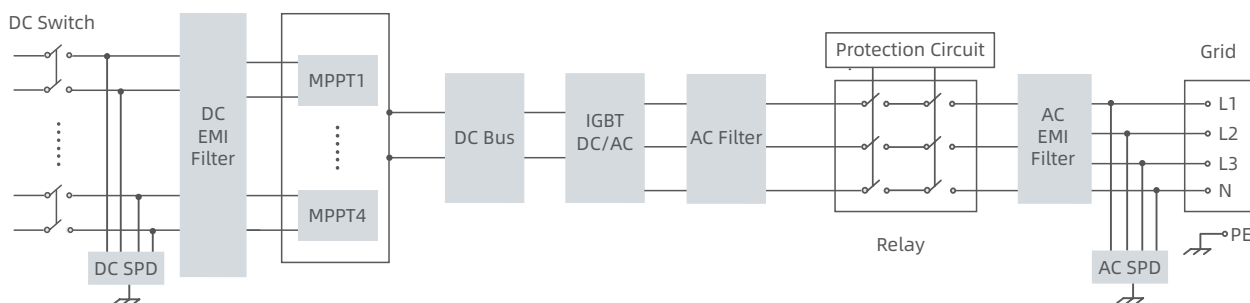 DC Switch
DC
EMI
Filter
MPPT1
MPPT4
DC SPD
DC Bus
IGBT
DC/AC
AC Filter
Protection Circuit
Relay
AC
EMI
Filter
Grid
L1
L2
L3
N
PE
AC SPD